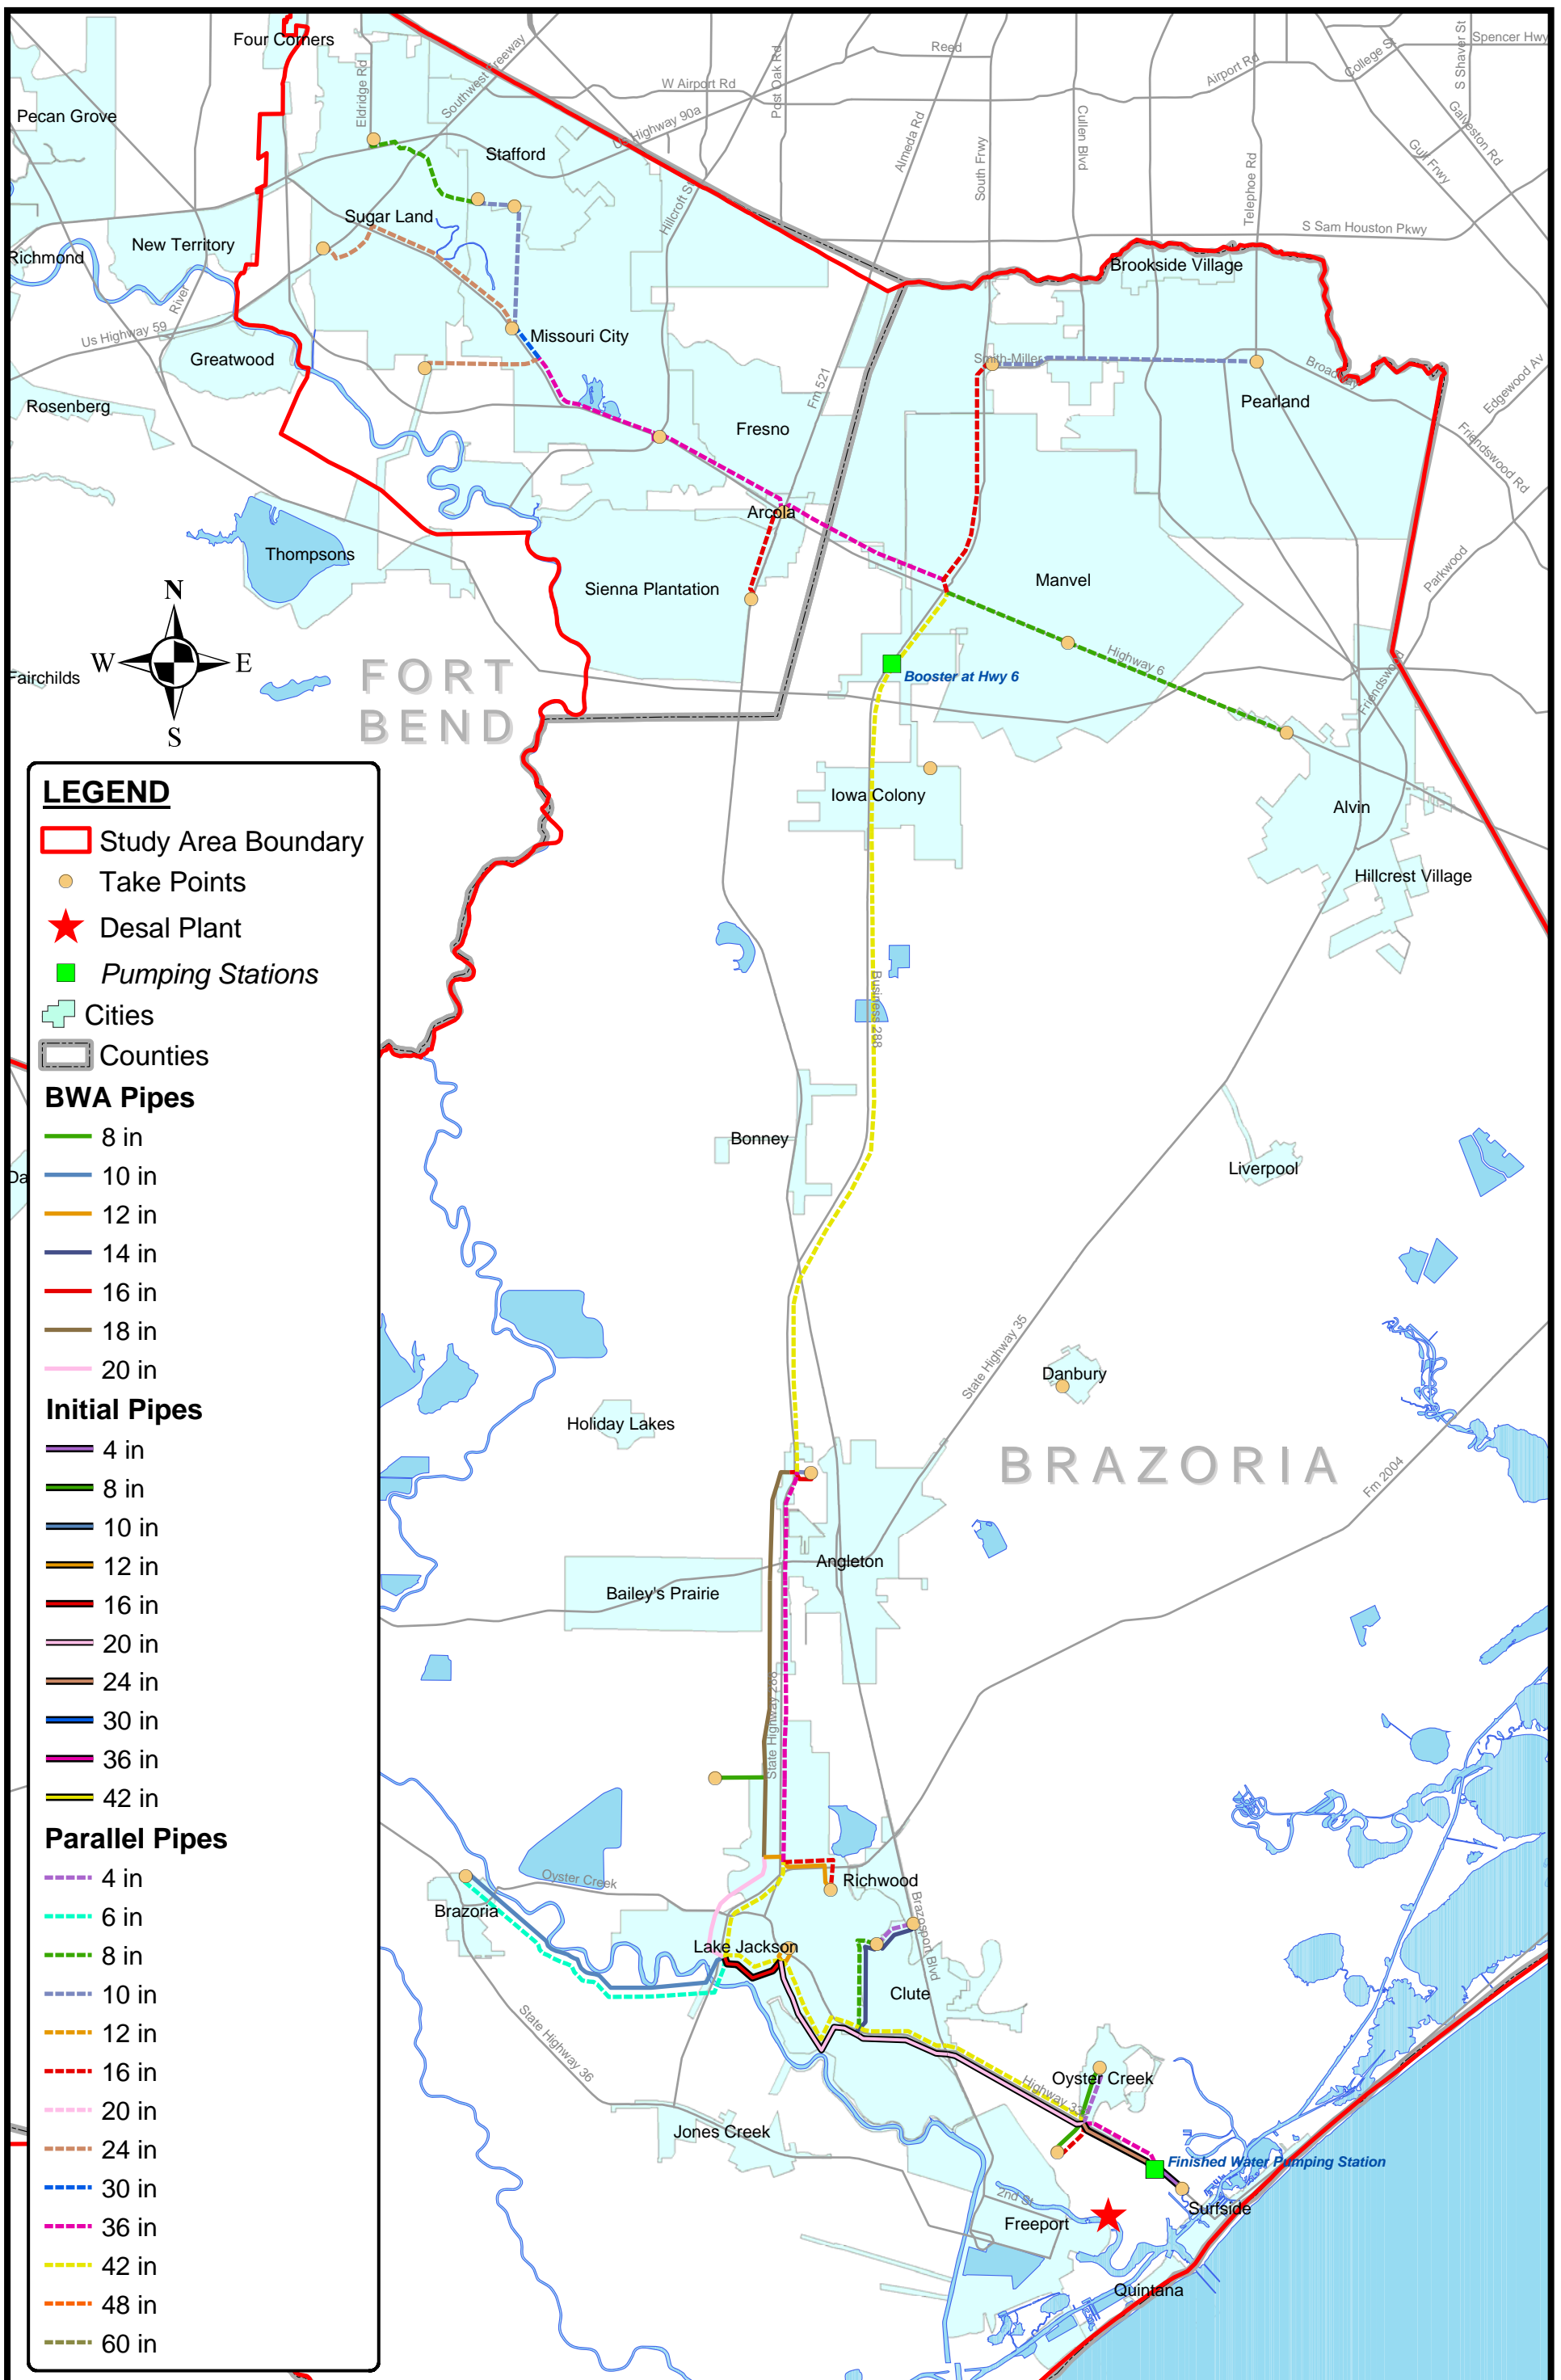 Four Corners
Pecan Grove
Eldridge Rd
Southwest Freeway
Stafford
Us Highway 90a
W Airport Rd
Post Oak Rd
Reed
Almeda Rd
South Frwy
Cullen Blvd
Airport Rd
College St
S Shaver St
Spencer Hwy
Galveston Rd
Gulf Frwy
Telephoe Rd
S Sam Houston Pkwy
Hillcroft St
Sugar Land
New Territory
Richmond
River
Us Highway 59
Greatwood
Missouri City
Brookside Village
Smith-Miller
Pearland
Edgewood Av
Friendswood Rd
Rosenberg
Fresno
Fm 521
Arcola
Thompsons
Sienna Plantation
Manvel
Parkwood
N
W
E
S
Fairchilds
FORT
BEND
Booster at Hwy 6
Highway 6
Iowa Colony
Alvin
Hillcrest Village
Business 288
Bonney
Liverpool
State Highway 35
Danbury
Holiday Lakes
BRAZORIA
Fm 2004
Angleton
Bailey's Prairie
State Highway 288
Oyster Creek
Richwood
Brazoria
Brazosport Blvd
Lake Jackson
Clute
State Highway 36
Oyster Creek
Jones Creek
Finished Water Pumping Station
2nd St
Surfside
Freeport
Quintana
LEGEND
Study Area Boundary
Take Points
Desal Plant
Pumping Stations
Cities
Counties
BWA Pipes
8 in
10 in
12 in
14 in
16 in
18 in
20 in
Initial Pipes
4 in
8 in
10 in
12 in
16 in
20 in
24 in
30 in
36 in
42 in
Parallel Pipes
4 in
6 in
8 in
10 in
12 in
16 in
20 in
24 in
30 in
36 in
42 in
48 in
60 in